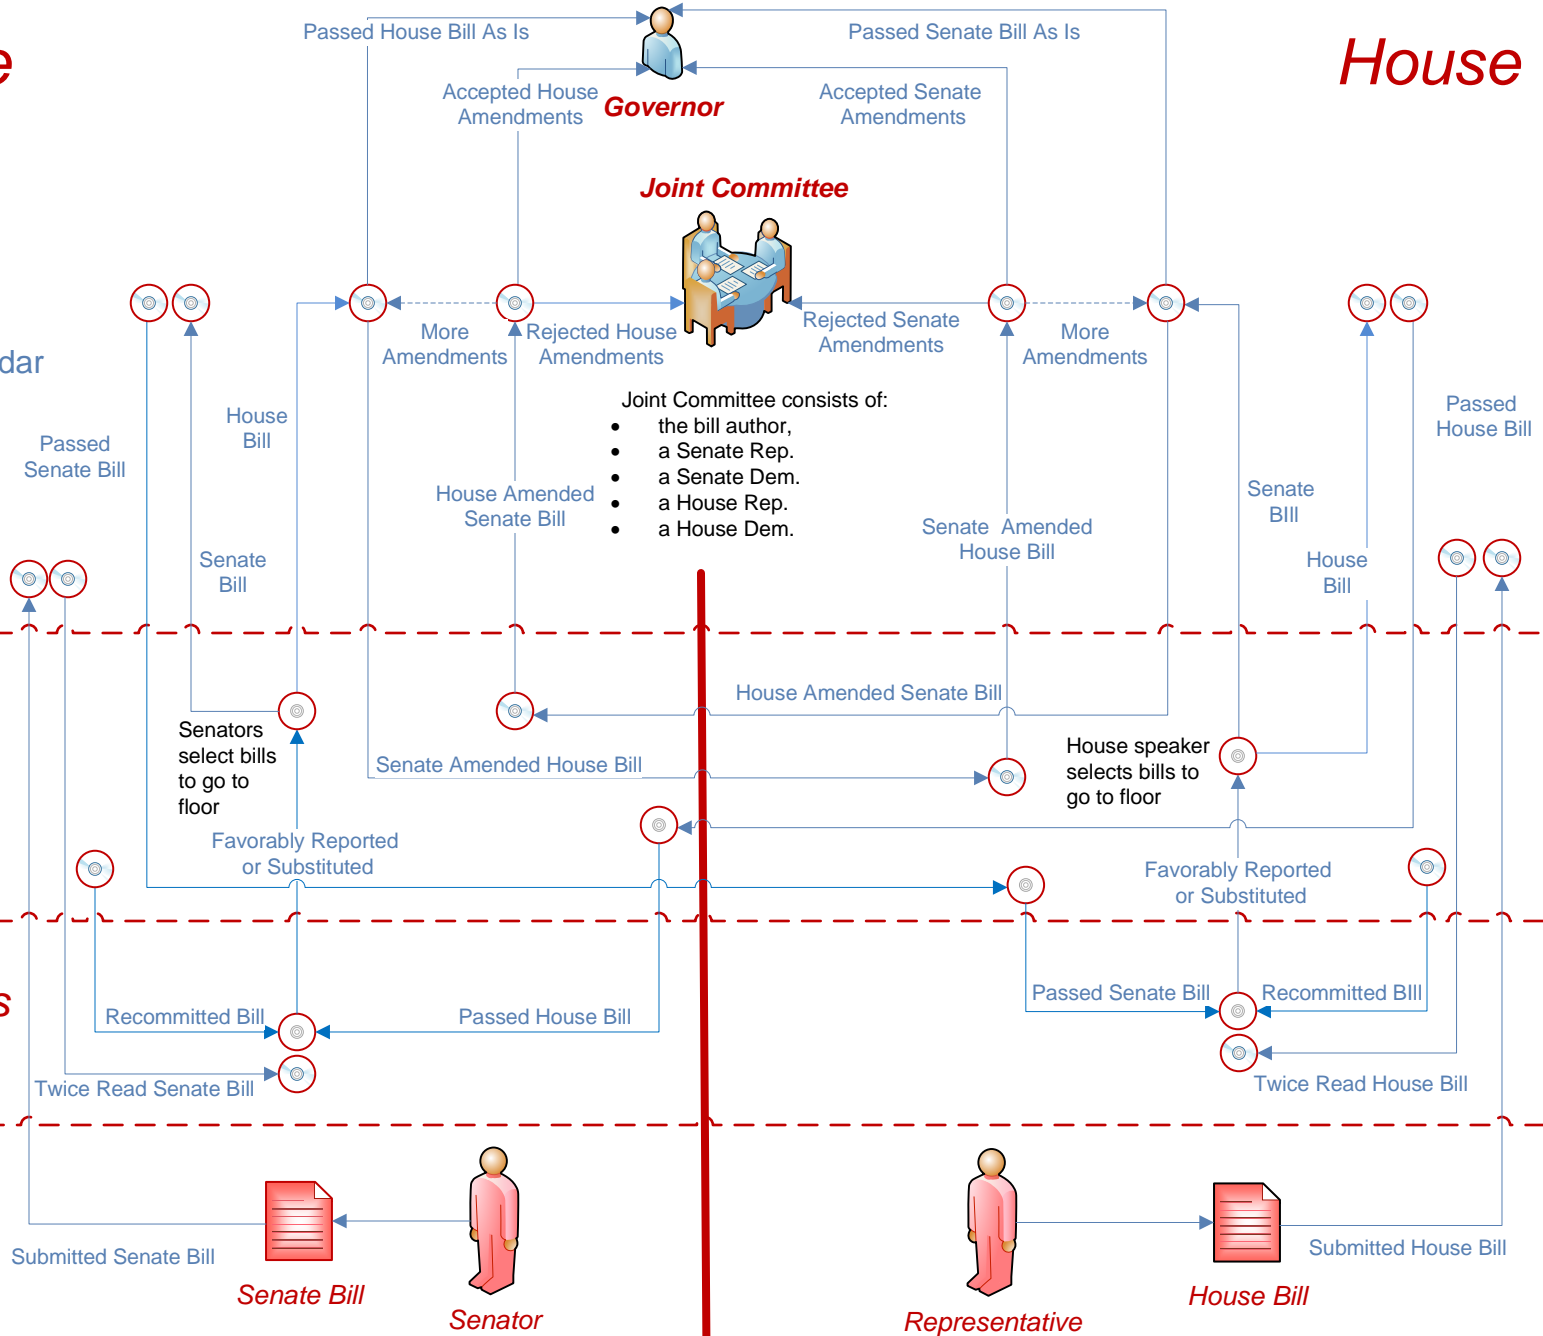 e
House
Passed House Bill As Is
Passed Senate Bill As Is
Accepted House
Amendments
Governor
Accepted Senate
Amendments
Joint Committee
More
Amendments
Rejected House
Amendments
Rejected Senate
Amendments
More
Amendments
dar
Joint Committee consists of:
• the bill author,
• a Senate Rep.
• a Senate Dem.
• a House Rep.
• a House Dem.
House
Bill
Passed
Senate Bill
Passed
House Bill
House Amended
Senate Bill
Senate Amended
House Bill
Senate
BIll
Senate
Bill
House
Bill
House Amended Senate Bill
Senators
select bills
to go to
floor
House speaker
selects bills to
go to floor
Senate Amended House Bill
Favorably Reported
or Substituted
Favorably Reported
or Substituted
s
Recommitted Bill
Passed House Bill
Passed Senate Bill
Recommitted BIll
Twice Read Senate Bill
Twice Read House Bill
Submitted Senate Bill
Submitted House Bill
Senate Bill
Senator
Representative
House Bill